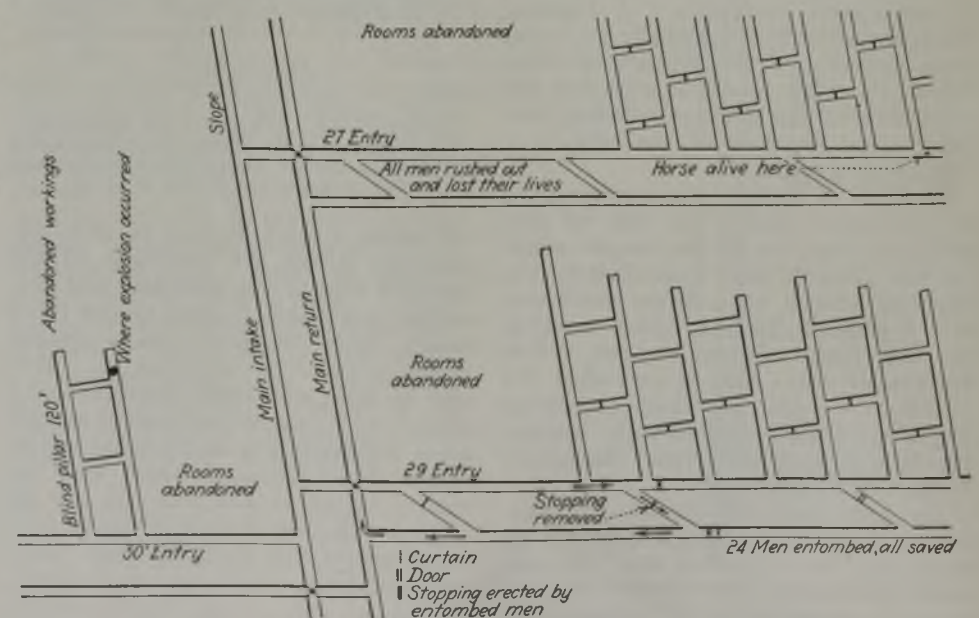 Rooms abandoned
Slope
27 Entry
All men rushed out
and lost their lives
Horse alive here
Abandoned workings
Where explosion occurred
Main intake
Main return
Rooms
abandoned
Blind pillar 120'
Rooms
abandoned
29 Entry
Stopping
removed
30' Entry
24 Men entombed, all saved
Curtain
Door
Stopping erected by
entombed men